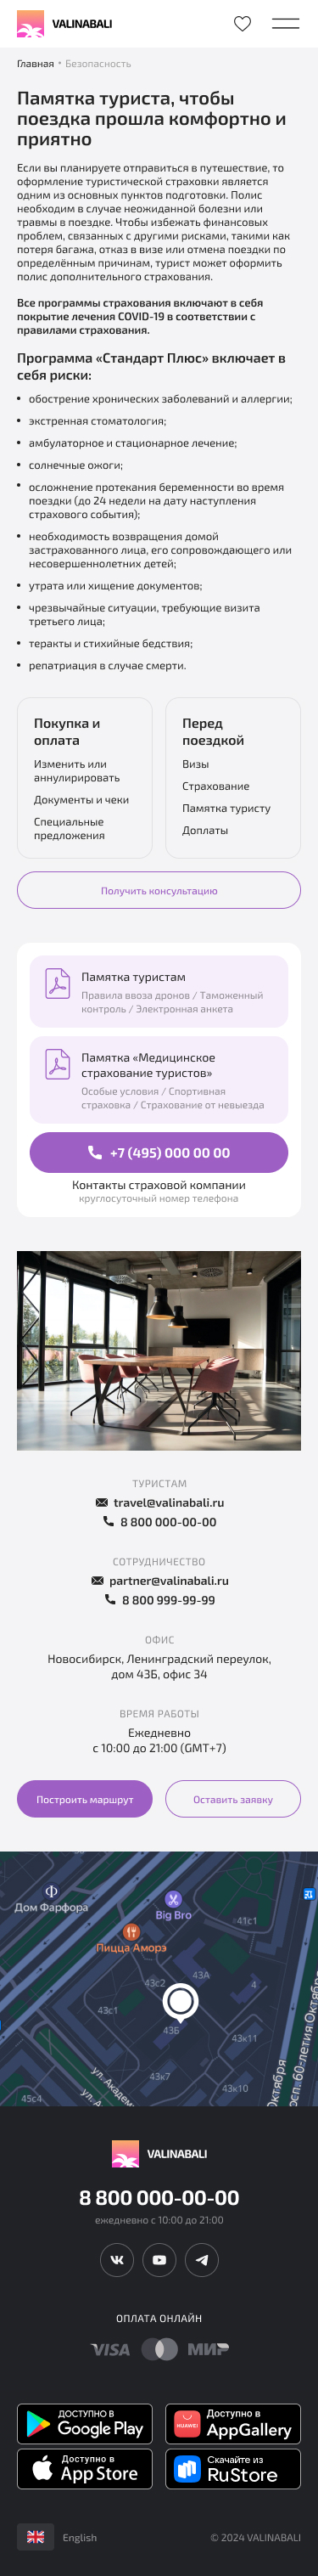 VALINABALI
Главная • Безопасность
Памятка туриста, чтобы
поездка прошла комфортно и
приятно
Если вы планируете отправиться в путешествие, то
оформление туристической страховки является
одним из основных пунктов подготовки. Полис
необходим в случае неожиданной болезни или
травмы в поездке. Чтобы избежать финансовых
проблем, связанных с другими рисками, такими как
потеря багажа, отказ в визе или отмена поездки по
определённым причинам, турист может оформить
полис дополнительного страхования.
Все программы страхования включают в себя
покрытие лечения COVID-19 в соответствии с
правилами страхования.
Программа «Стандарт Плюс» включает в
себя риски:
• обострение хронических заболеваний и аллергии;
• экстренная стоматология;
• амбулаторное и стационарное лечение;
• солнечные ожоги;
• осложнение протекания беременности во время
поездки (до 24 недели на дату наступления
страхового события);
• необходимость возвращения домой
застрахованного лица, его сопровождающего или
несовершеннолетних детей;
• утрата или хищение документов;
• чрезвычайные ситуации, требующие визита
третьего лица;
• теракты и стихийные бедствия;
• репатриация в случае смерти.
Покупка и
оплата
Изменить или
аннулирировать
Документы и чеки
Специальные
предложения
Перед
поездкой
Визы
Страхование
Памятка туристу
Доплаты
Получить консультацию
Памятка туристам
Правила ввоза дронов / Таможенный
контроль / Электронная анкета
Памятка «Медицинское
страхование туристов»
Особые условия / Спортивная
страховка / Страхование от невыезда
+7 (495) 000 00 00
Контакты страховой компании
круглосуточный номер телефона
ТУРИСТАМ
travel@valinabali.ru
8 800 000-00-00
СОТРУДНИЧЕСТВО
partner@valinabali.ru
8 800 999-99-99
ОФИС
Новосибирск, Ленинградский переулок,
дом 43Б, офис 34
ВРЕМЯ РАБОТЫ
Ежедневно
с 10:00 до 21:00 (GMT+7)
Построить маршрут
Оставить заявку
Дом Фарфора
Big Bro
Пицца Аморэ
41с1
43А
43с2
4
43с1
43Б
43к11
43к7
43к10
45с4
VALINABALI
8 800 000-00-00
ежедневно с 10:00 до 21:00
ОПЛАТА ОНЛАЙН
VISA
МИР
ДОСТУПНО В
Google Play
Доступно в
AppGallery
HUAWEI
Доступно в
App Store
Скачайте из
RuStore
English
© 2024 VALINABALI